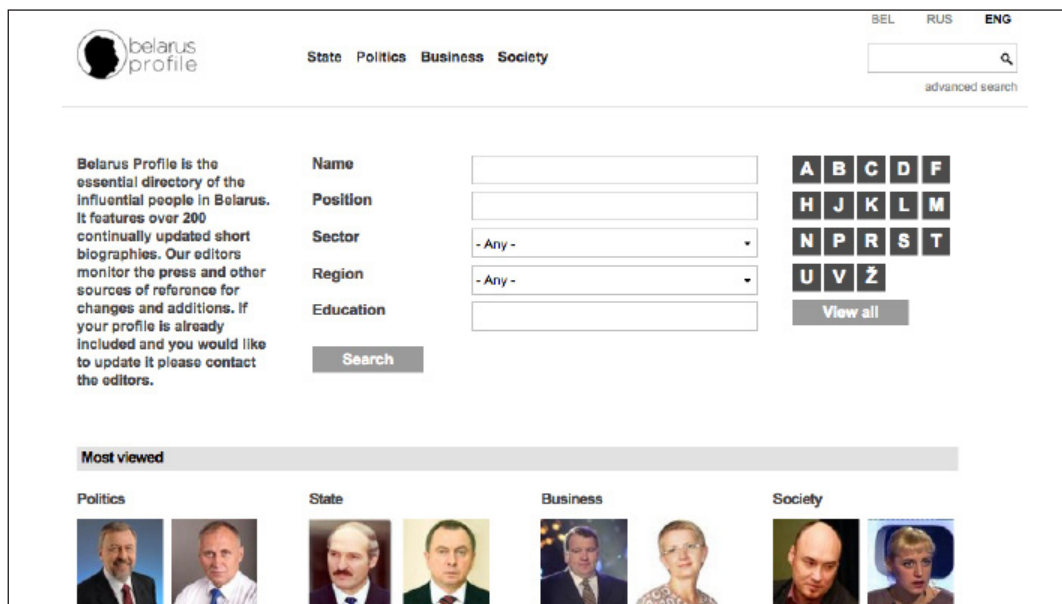 BEL RUS ENG
belarus
profile
State Politics Business Society
advanced search
Belarus Profile is the
essential directory of the
influential people in Belarus.
It features over 200
continually updated short
biographies. Our editors
monitor the press and other
sources of reference for
changes and additions. If
your profile is already
included and you would like
to update it please contact
the editors.
Name
Position
Sector - Any -
Region - Any -
Education
Search
A B C D F
H J K L M
N P R S T
U V Ž
View all
Most viewed
Politics State Business Society